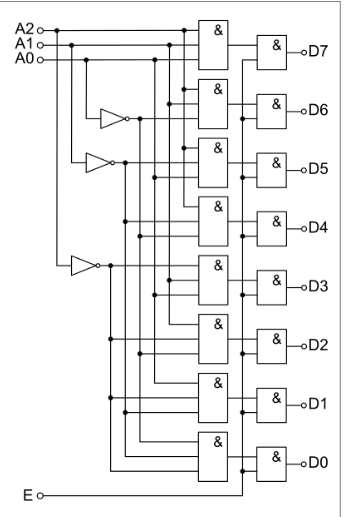 A2
A1
A0
& & D7
& & D6
& & D5
& & D4
& & D3
& & D2
& & D1
& & D0
E